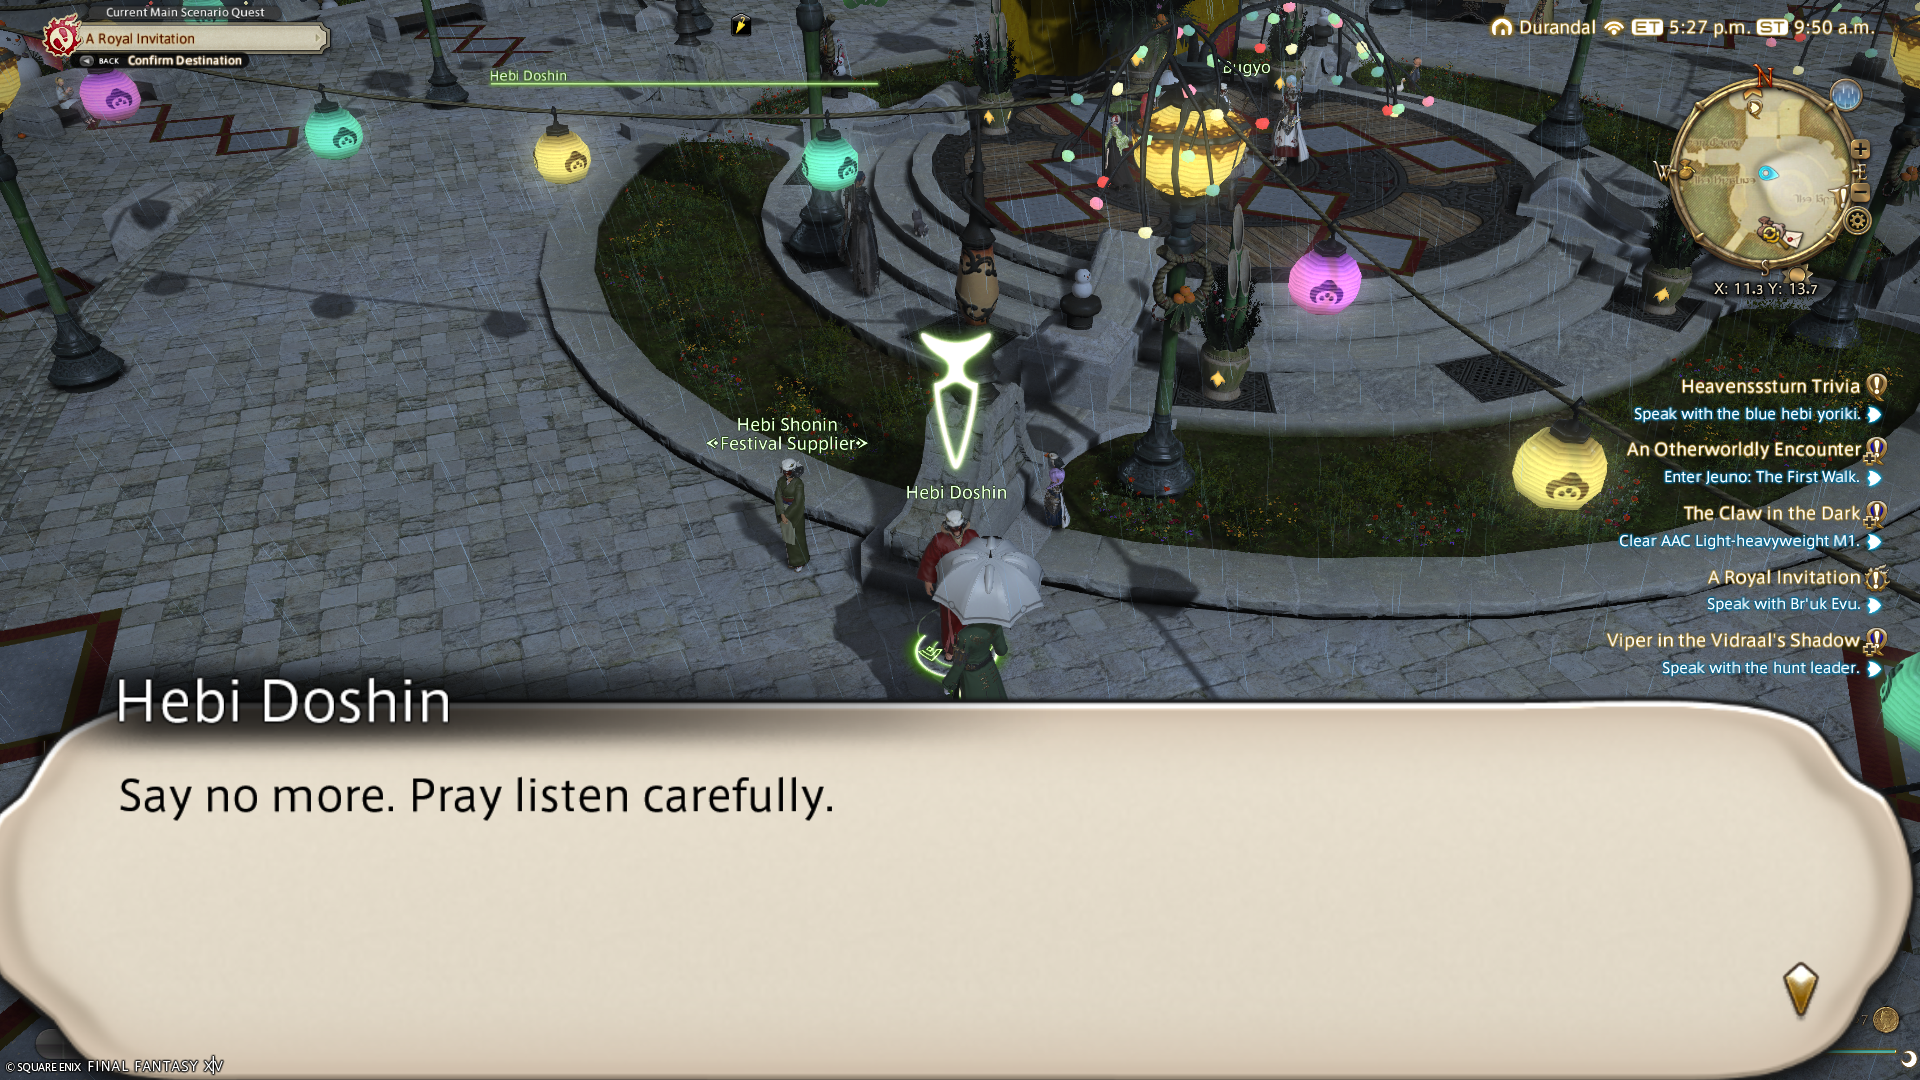 Current Main Scenario Quest
A Royal Invitation
BACK Confirm Destination
Durandal ET 5:27 p.m. ST 9:50 a.m.
Hebi Doshin
Bugyo
N
W
E
S
X: 11.3 Y: 13.7
Heavensssturn Trivia
Speak with the blue hebi yoriki.
An Otherworldly Encounter
Enter Jeuno: The First Walk.
The Claw in the Dark
Clear AAC Light-heavyweight M1.
A Royal Invitation
Speak with Br'uk Evu.
Viper in the Vidraal's Shadow
Speak with the hunt leader.
Hebi Shonin
Festival Supplier
Hebi Doshin
Hebi Doshin
Say no more. Pray listen carefully.
7
© SQUARE ENIX FINAL FANTASY XIV